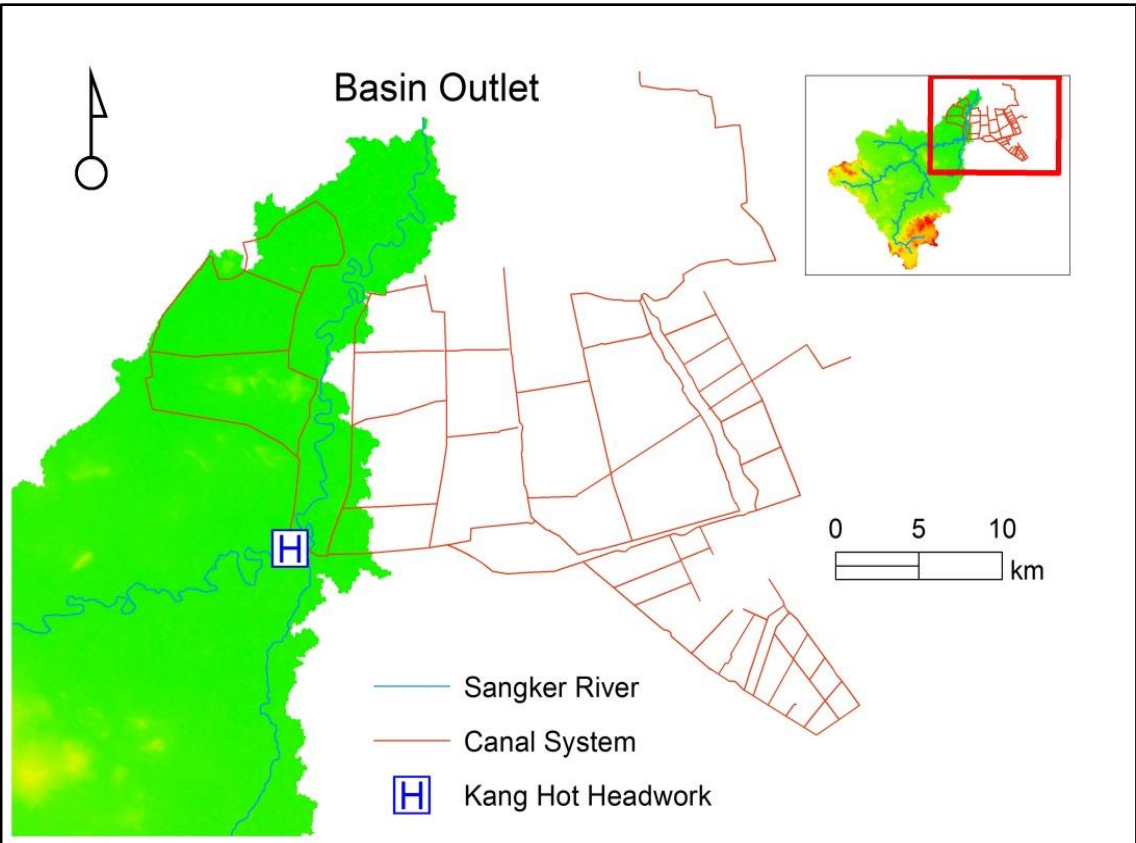 Basin Outlet
H
0 5 10
km
Sangker River
Canal System
H Kang Hot Headwork